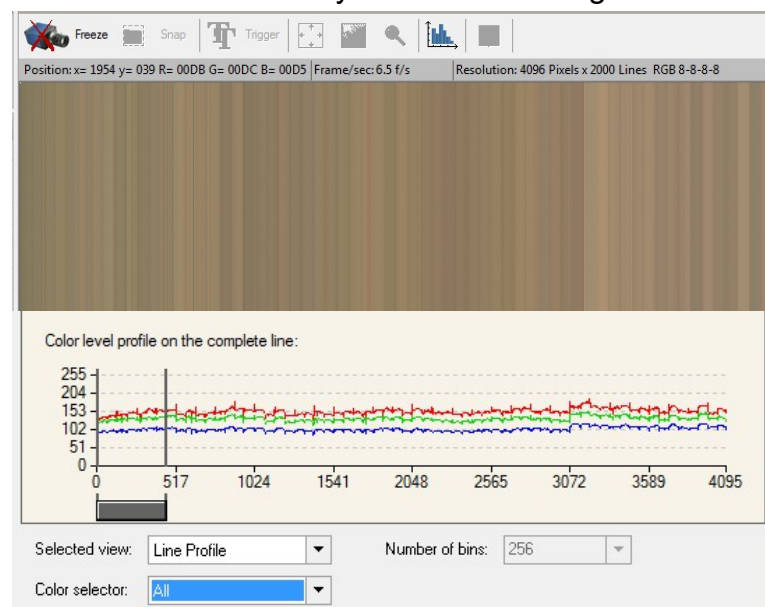 Freeze Snap Trigger
Position: x= 1954 y= 039 R= 00DB G= 00DC B= 00D5 Frame/sec: 6.5 f/s Resolution: 4096 Pixels x 2000 Lines RGB 8-8-8-8
Color level profile on the complete line:
255
204
153
102
51
0
0 517 1024 1541 2048 2565 3072 3589 4095
Selected view: Line Profile Number of bins: 256
Color selector: All